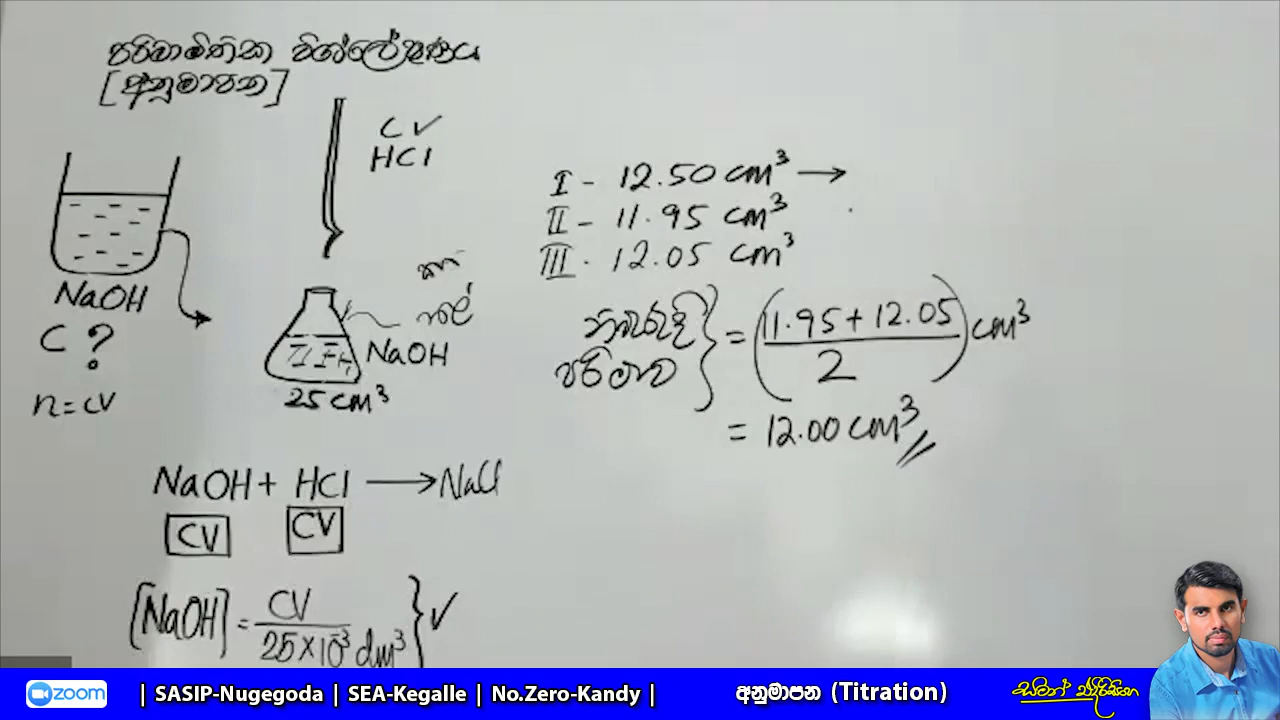 පරිමාමිතික විශ්ලේෂණය
[අනුමාපන]
CV
HCl
NaOH
C ?
n = CV
NaOH
25 cm³
I - 12.50 cm³ →
II - 11.95 cm³
III - 12.05 cm³
නිවැරදි
පරිමාව } = (11.95 + 12.05 / 2) cm³
= 12.00 cm³
NaOH + HCl → NaCl
CV CV
[NaOH] = CV / 25 × 10⁻³ dm³ } ✓
zoom | SASIP-Nugegoda | SEA-Kegalle | No.Zero-Kandy | අනුමාපන (Titration)